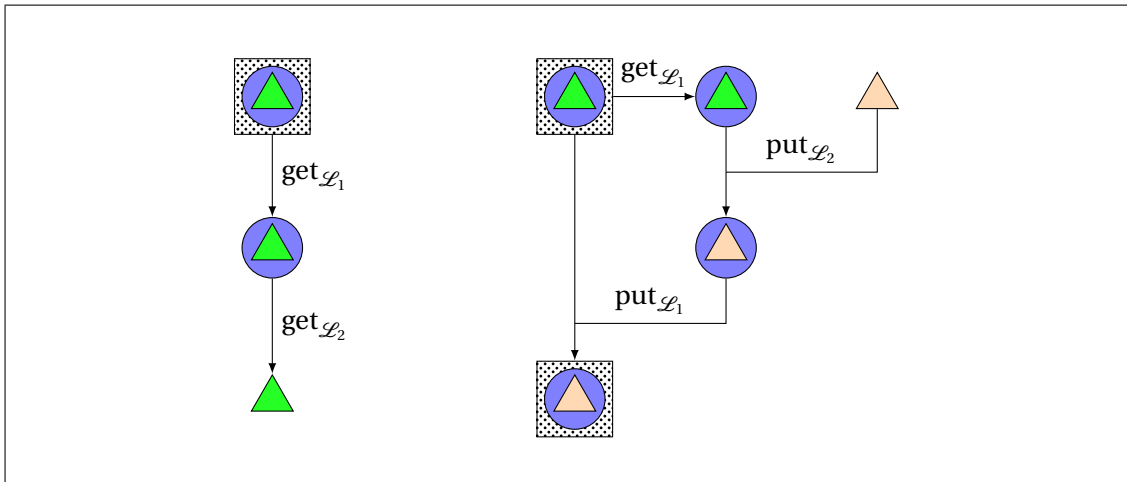 get_ℒ₁
get_ℒ₁
put_ℒ₂
get_ℒ₂
put_ℒ₁